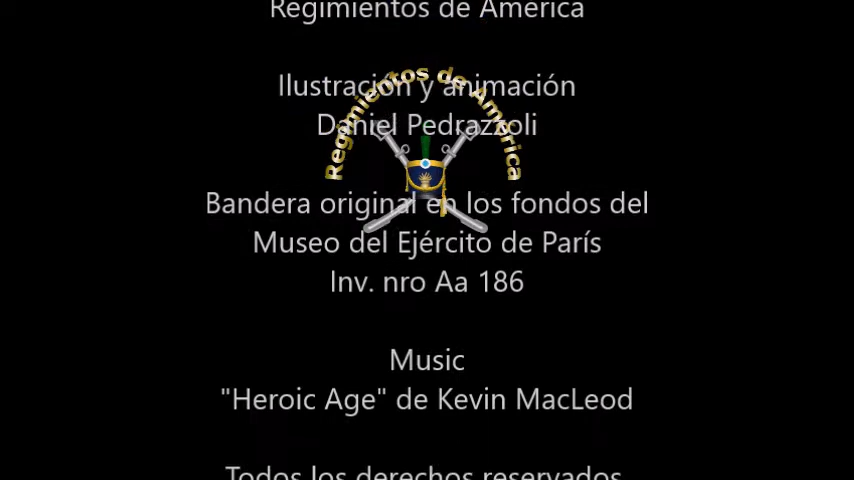 Regimientos de América
Regimientos de América
Ilustración y animación
Daniel Pedrazzoli
Bandera original en los fondos del
Museo del Ejército de París
Inv. nro Aa 186
Music
"Heroic Age" de Kevin MacLeod
Todos los derechos reservados